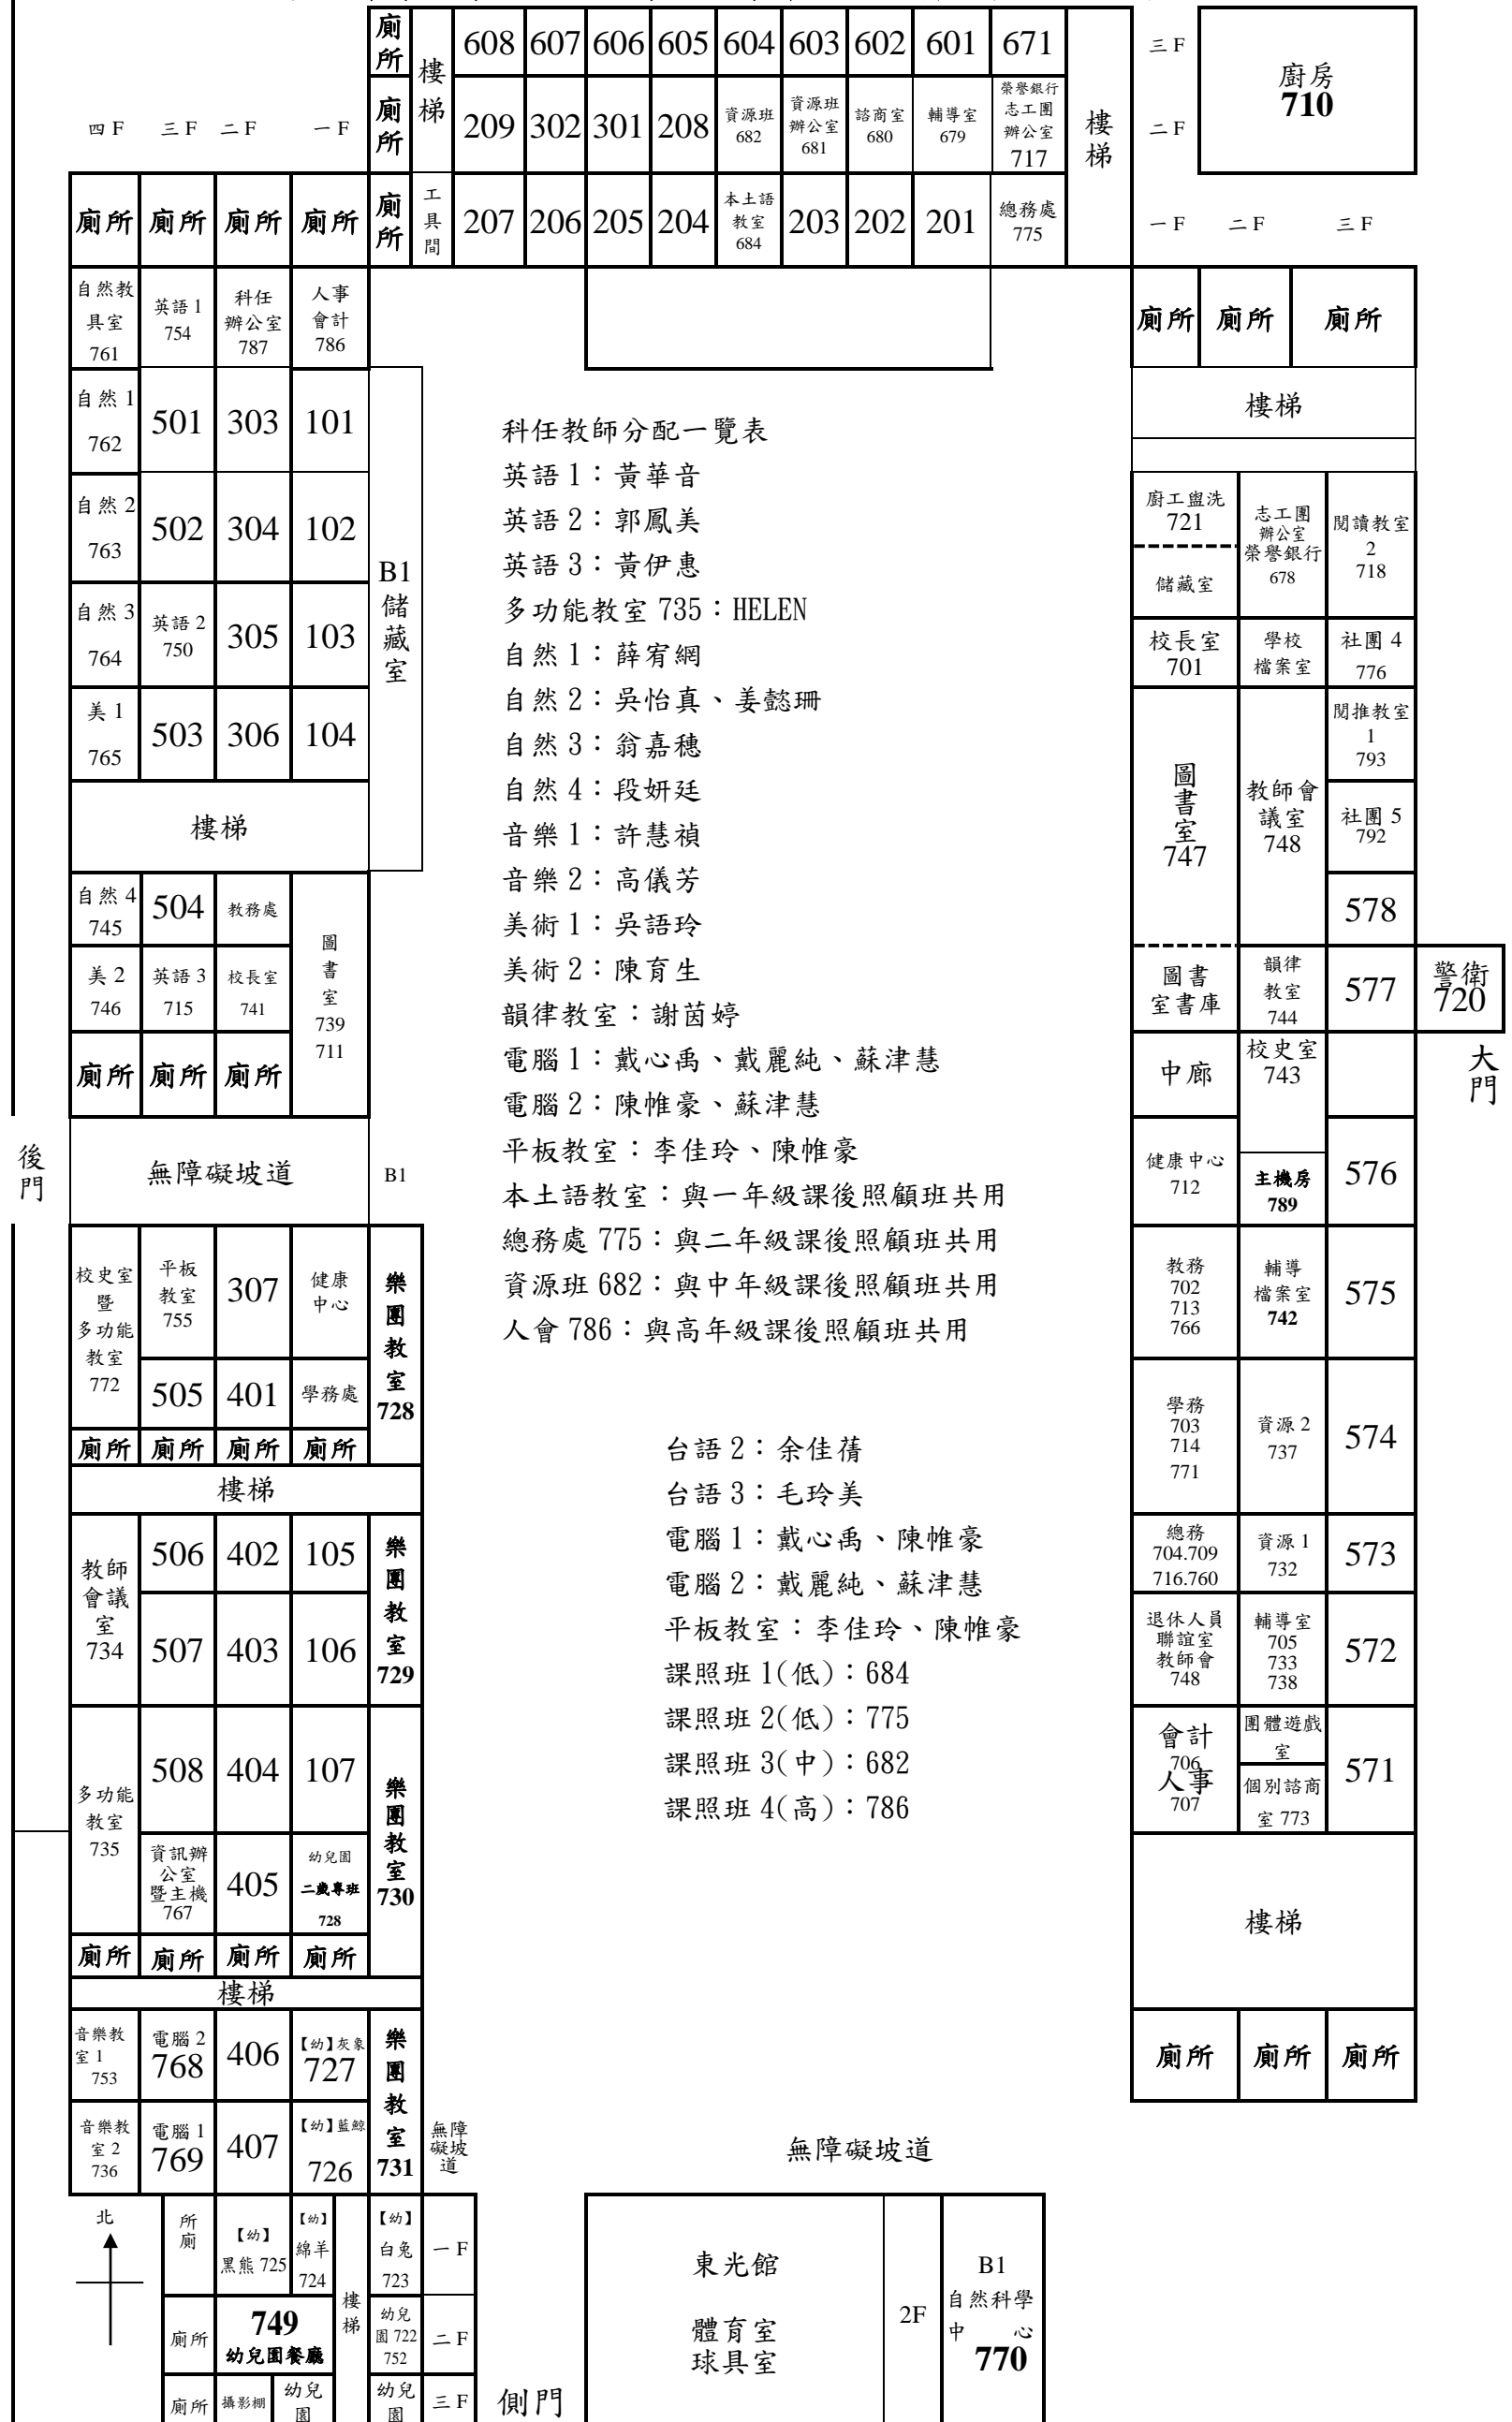 廁所
樓梯
608 607 606 605 604 603 602 601 671
三F
廚房
710
四F 三F 二F 一F
廁所
209 302 301 208
資源班
682
資源班
辦公室
681
諮商室
680
輔導室
679
榮譽銀行
志工團
辦公室
717
樓梯
二F
廁所 廁所 廁所 廁所
廁所
工具間
207 206 205 204
本土語
教室
684
203 202 201
總務處
775
一F 二F 三F
自然教
具室
761
英語1
754
科任
辦公室
787
人事
會計
786
自然1
762
501 303 101
自然2
763
502 304 102
自然3
764
英語2
750
305 103
美1
765
503 306 104
B1
儲藏室
樓梯
自然4
745
504
教務處
圖書室
739
711
美2
746
英語3
715
校長室
741
廁所 廁所 廁所
後門
無障礙坡道
B1
校史室
暨
多功能
教室
772
平板
教室
755
307
健康
中心
樂團教室
728
505 401
學務處
廁所 廁所 廁所 廁所
樓梯
教師
會議
室
734
506 402 105
樂團教室
729
507 403 106
多功能
教室
735
508 404 107
樂團教室
730
資訊辦
公室
暨主機
767
405
幼兒園
二歲專班
728
廁所 廁所 廁所 廁所
樓梯
音樂教
室1
753
電腦2
768
406
【幼】灰象
727
樂團教室
731
音樂教
室2
736
電腦1
769
407
【幼】藍鯨
726
無障
礙坡
道
北
所廁
【幼】
黑熊 725
【幼】
綿羊
724
樓梯
【幼】
白兔
723
一F
廁所
749
幼兒園餐廳
幼兒
園 722
752
二F
廁所
攝影棚
幼兒
園
幼兒
園
三F
側門
科任教師分配一覽表
英語1：黃華音
英語2：郭鳳美
英語3：黃伊惠
多功能教室 735：HELEN
自然1：薛宥綱
自然2：吳怡真、姜懿珊
自然3：翁嘉穗
自然4：段妍廷
音樂1：許慧禎
音樂2：高儀芳
美術1：吳語玲
美術2：陳育生
韻律教室：謝茵婷
電腦1：戴心禹、戴麗純、蘇津慧
電腦2：陳帷豪、蘇津慧
平板教室：李佳玲、陳帷豪
本土語教室：與一年級課後照顧班共用
總務處 775：與二年級課後照顧班共用
資源班 682：與中年級課後照顧班共用
人會 786：與高年級課後照顧班共用
台語2：余佳蒨
台語3：毛玲美
電腦1：戴心禹、陳帷豪
電腦2：戴麗純、蘇津慧
平板教室：李佳玲、陳帷豪
課照班1(低)：684
課照班2(低)：775
課照班3(中)：682
課照班4(高)：786
無障礙坡道
東光館
體育室
球具室
2F
B1
自然科學
中心
770
廁所 廁所 廁所
樓梯
廚工盥洗
721
儲藏室
志工團
辦公室
榮譽銀行
678
閱讀教室
2
718
校長室
701
學校
檔案室
社團4
776
圖書室
747
教師會
議室
748
閱推教室
1
793
社團5
792
578
圖書
室書庫
韻律
教室
744
577
警衛
720
大門
中廊
校史室
743
健康中心
712
主機房
789
576
教務
702
713
766
輔導
檔案室
742
575
學務
703
714
771
資源2
737
574
總務
704.709
716.760
資源1
732
573
退休人員
聯誼室
教師會
748
輔導室
705
733
738
572
會計
706
人事
707
團體遊戲
室
個別諮商
室 773
571
樓梯
廁所 廁所 廁所